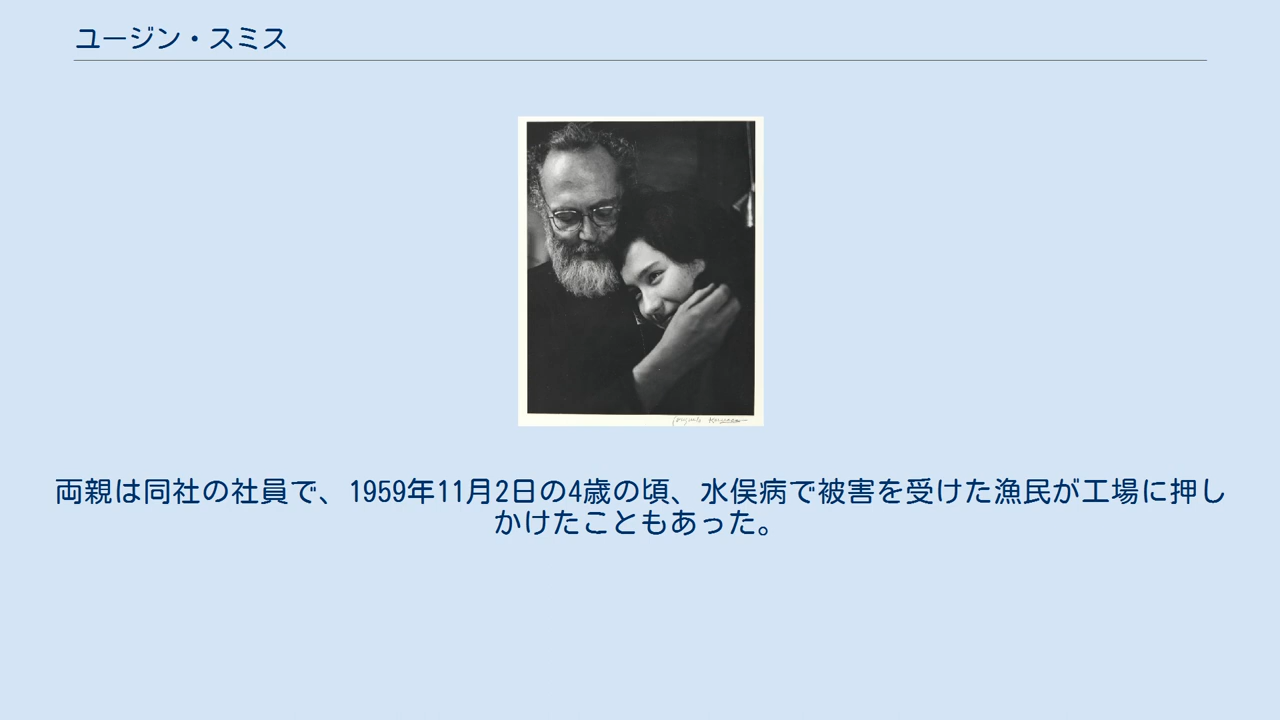 ユージン・スミス
両親は同社の社員で、1959年11月2日の4歳の頃、水俣病で被害を受けた漁民が工場に押し
かけたこともあった。